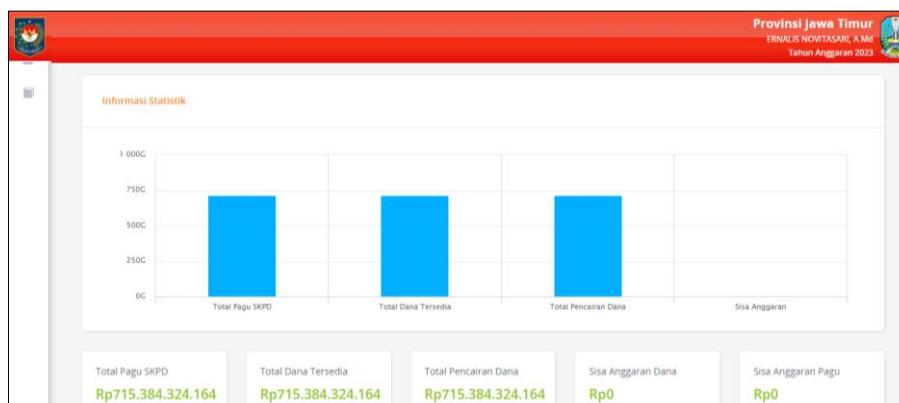 Provinsi Jawa Timur
ERNALIS NOVITASARI, A.Md
Tahun Anggaran 2023
Informasi Statistik
1 000G
750G
500G
250G
0G
Total Pagu SKPD
Total Dana Tersedia
Total Pencairan Dana
Sisa Anggaran
Total Pagu SKPD
Total Dana Tersedia
Total Pencairan Dana
Sisa Anggaran Dana
Sisa Anggaran Pagu
Rp715.384.324.164
Rp715.384.324.164
Rp715.384.324.164
Rp0
Rp0